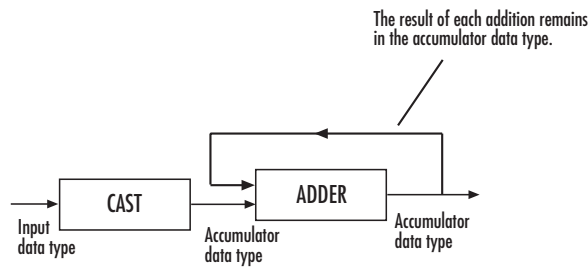 The result of each addition remains
in the accumulator data type.
CAST
ADDER
Input
data type
Accumulator
data type
Accumulator
data type